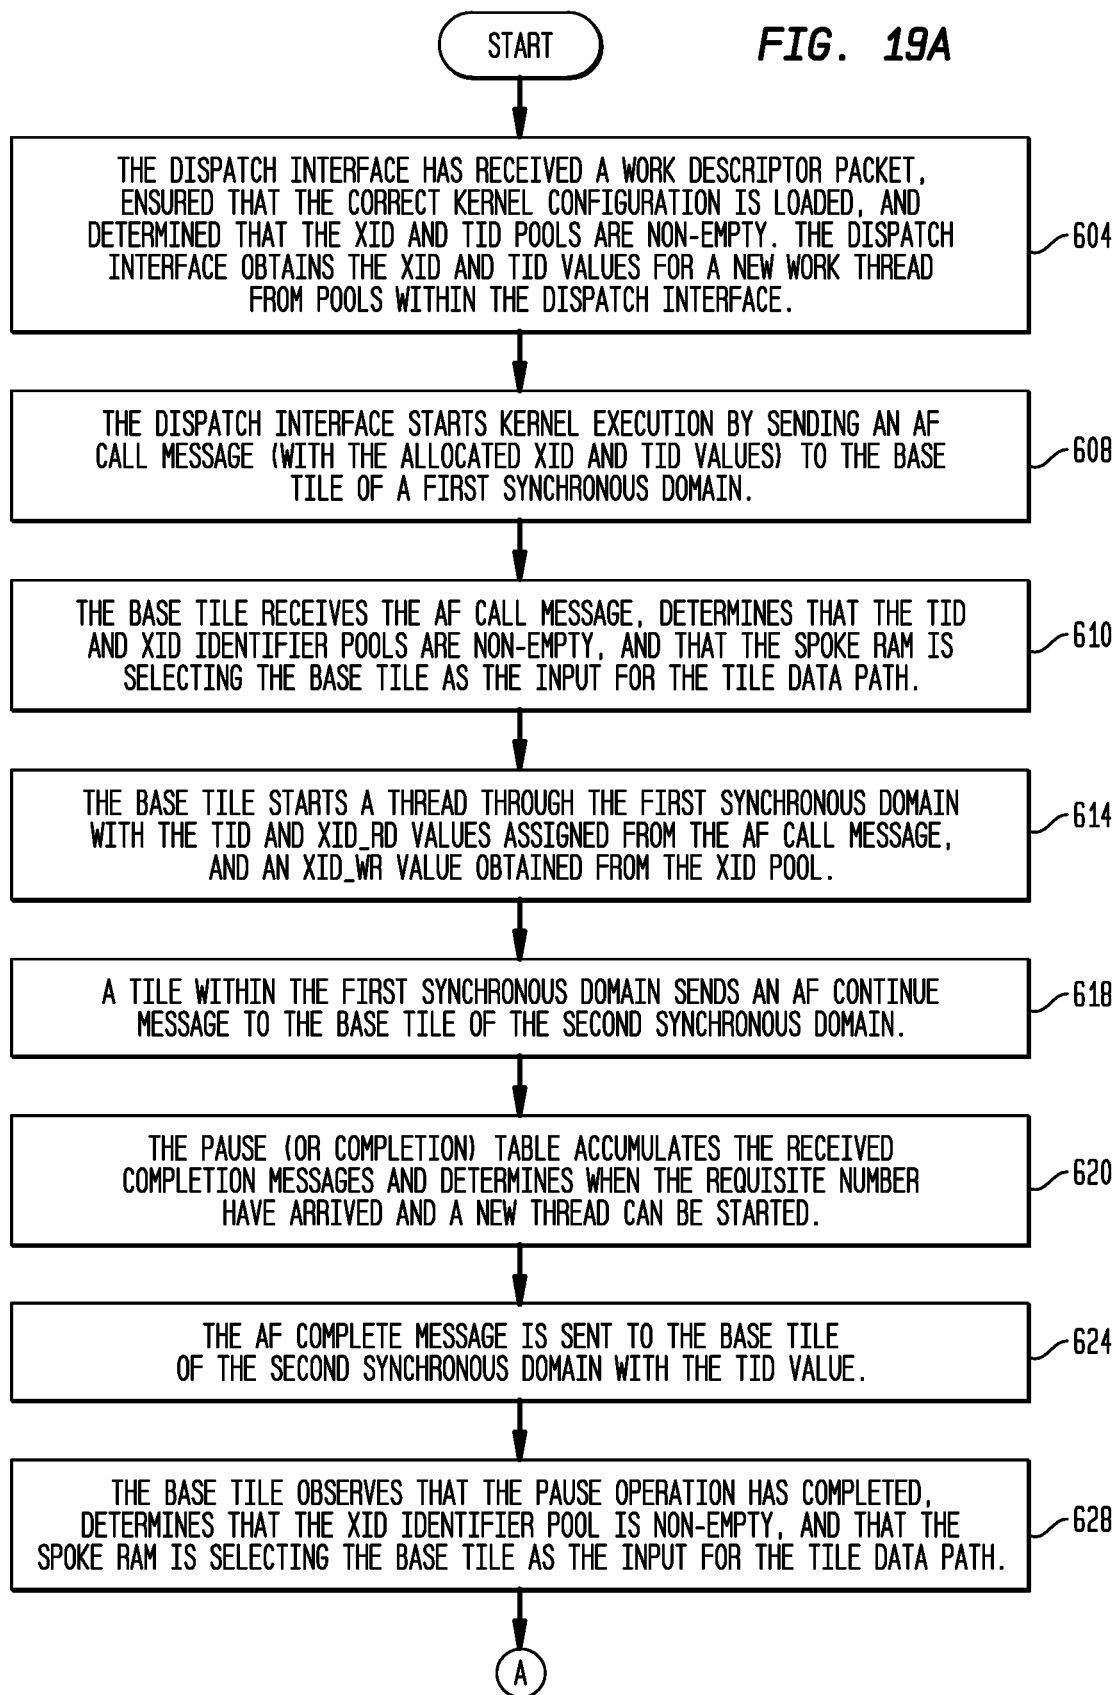 START
FIG. 19A
THE DISPATCH INTERFACE HAS RECEIVED A WORK DESCRIPTOR PACKET,
ENSURED THAT THE CORRECT KERNEL CONFIGURATION IS LOADED, AND
DETERMINED THAT THE XID AND TID POOLS ARE NON-EMPTY. THE DISPATCH
INTERFACE OBTAINS THE XID AND TID VALUES FOR A NEW WORK THREAD
FROM POOLS WITHIN THE DISPATCH INTERFACE.
604
THE DISPATCH INTERFACE STARTS KERNEL EXECUTION BY SENDING AN AF
CALL MESSAGE (WITH THE ALLOCATED XID AND TID VALUES) TO THE BASE
TILE OF A FIRST SYNCHRONOUS DOMAIN.
608
THE BASE TILE RECEIVES THE AF CALL MESSAGE, DETERMINES THAT THE TID
AND XID IDENTIFIER POOLS ARE NON-EMPTY, AND THAT THE SPOKE RAM IS
SELECTING THE BASE TILE AS THE INPUT FOR THE TILE DATA PATH.
610
THE BASE TILE STARTS A THREAD THROUGH THE FIRST SYNCHRONOUS DOMAIN
WITH THE TID AND XID_RD VALUES ASSIGNED FROM THE AF CALL MESSAGE,
AND AN XID_WR VALUE OBTAINED FROM THE XID POOL.
614
A TILE WITHIN THE FIRST SYNCHRONOUS DOMAIN SENDS AN AF CONTINUE
MESSAGE TO THE BASE TILE OF THE SECOND SYNCHRONOUS DOMAIN.
618
THE PAUSE (OR COMPLETION) TABLE ACCUMULATES THE RECEIVED
COMPLETION MESSAGES AND DETERMINES WHEN THE REQUISITE NUMBER
HAVE ARRIVED AND A NEW THREAD CAN BE STARTED.
620
THE AF COMPLETE MESSAGE IS SENT TO THE BASE TILE
OF THE SECOND SYNCHRONOUS DOMAIN WITH THE TID VALUE.
624
THE BASE TILE OBSERVES THAT THE PAUSE OPERATION HAS COMPLETED,
DETERMINES THAT THE XID IDENTIFIER POOL IS NON-EMPTY, AND THAT THE
SPOKE RAM IS SELECTING THE BASE TILE AS THE INPUT FOR THE TILE DATA PATH.
628
A